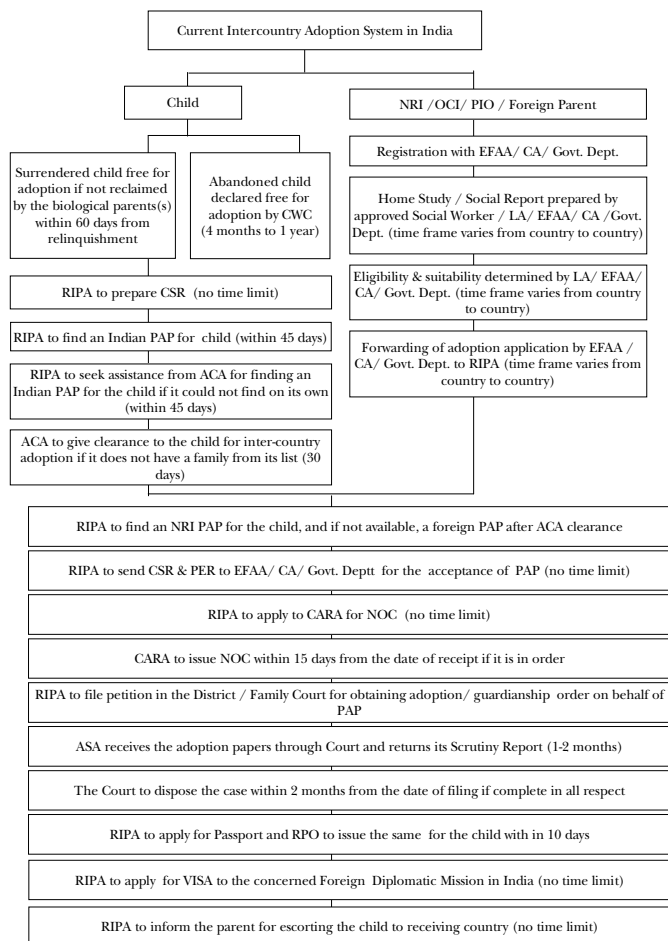 Current Intercountry Adoption System in India
Child
NRI /OCI/ PIO / Foreign Parent
Surrendered child free for
adoption if not reclaimed
by the biological parents(s)
within 60 days from
relinquishment
Abandoned child
declared free for
adoption by CWC
(4 months to 1 year)
RIPA to prepare CSR (no time limit)
RIPA to find an Indian PAP for child (within 45 days)
RIPA to seek assistance from ACA for finding an
Indian PAP for the child if it could not find on its own
(within 45 days)
ACA to give clearance to the child for inter-country
adoption if it does not have a family from its list (30
days)
Registration with EFAA/ CA/ Govt. Dept.
Home Study / Social Report prepared by
approved Social Worker / LA/ EFAA/ CA /Govt.
Dept. (time frame varies from country to country)
Eligibility & suitability determined by LA/ EFAA/
CA/ Govt. Dept. (time frame varies from country
to country)
Forwarding of adoption application by EFAA /
CA/ Govt. Dept. to RIPA (time frame varies from
country to country)
RIPA to find an NRI PAP for the child, and if not available, a foreign PAP after ACA clearance
RIPA to send CSR & PER to EFAA/ CA/ Govt. Deptt for the acceptance of PAP (no time limit)
RIPA to apply to CARA for NOC (no time limit)
CARA to issue NOC within 15 days from the date of receipt if it is in order
RIPA to file petition in the District / Family Court for obtaining adoption/ guardianship order on behalf of
PAP
ASA receives the adoption papers through Court and returns its Scrutiny Report (1-2 months)
The Court to dispose the case within 2 months from the date of filing if complete in all respect
RIPA to apply for Passport and RPO to issue the same for the child with in 10 days
RIPA to apply for VISA to the concerned Foreign Diplomatic Mission in India (no time limit)
RIPA to inform the parent for escorting the child to receiving country (no time limit)